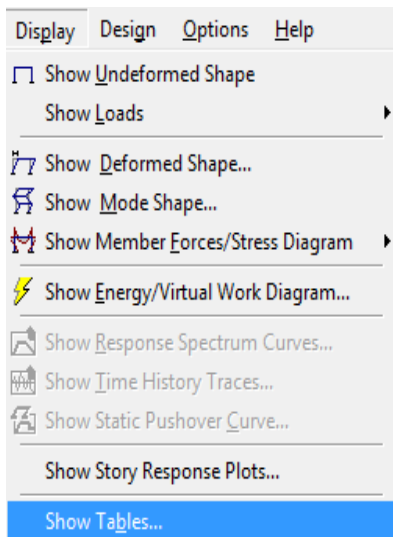 Display Design Options Help
Show Undeformed Shape
Show Loads
Show Deformed Shape...
Show Mode Shape...
Show Member Forces/Stress Diagram
Show Energy/Virtual Work Diagram...
Show Response Spectrum Curves...
Show Time History Traces...
Show Static Pushover Curve...
Show Story Response Plots...
Show Tables...